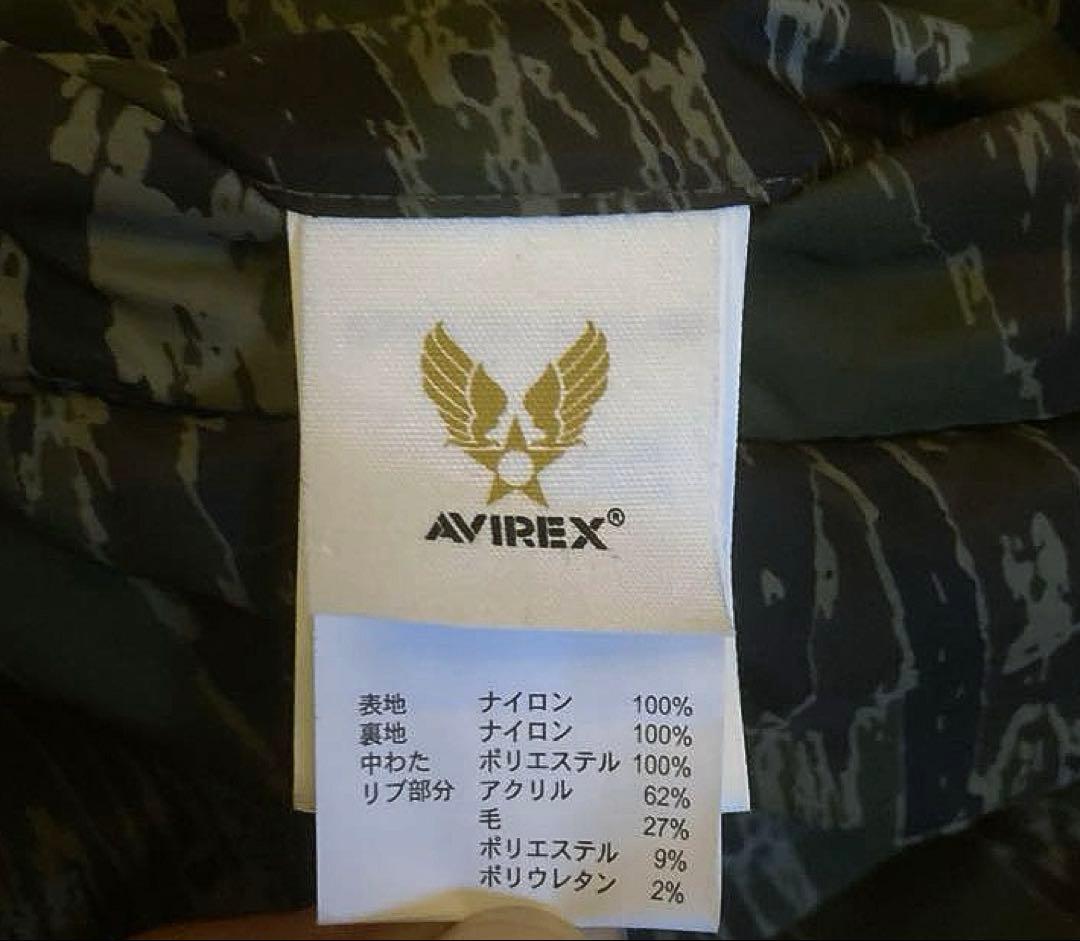 AVIREX®
表地 ナイロン 100%
裏地 ナイロン 100%
中わた ポリエステル 100%
リブ部分 アクリル 62%
毛 27%
ポリエステル 9%
ポリウレタン 2%